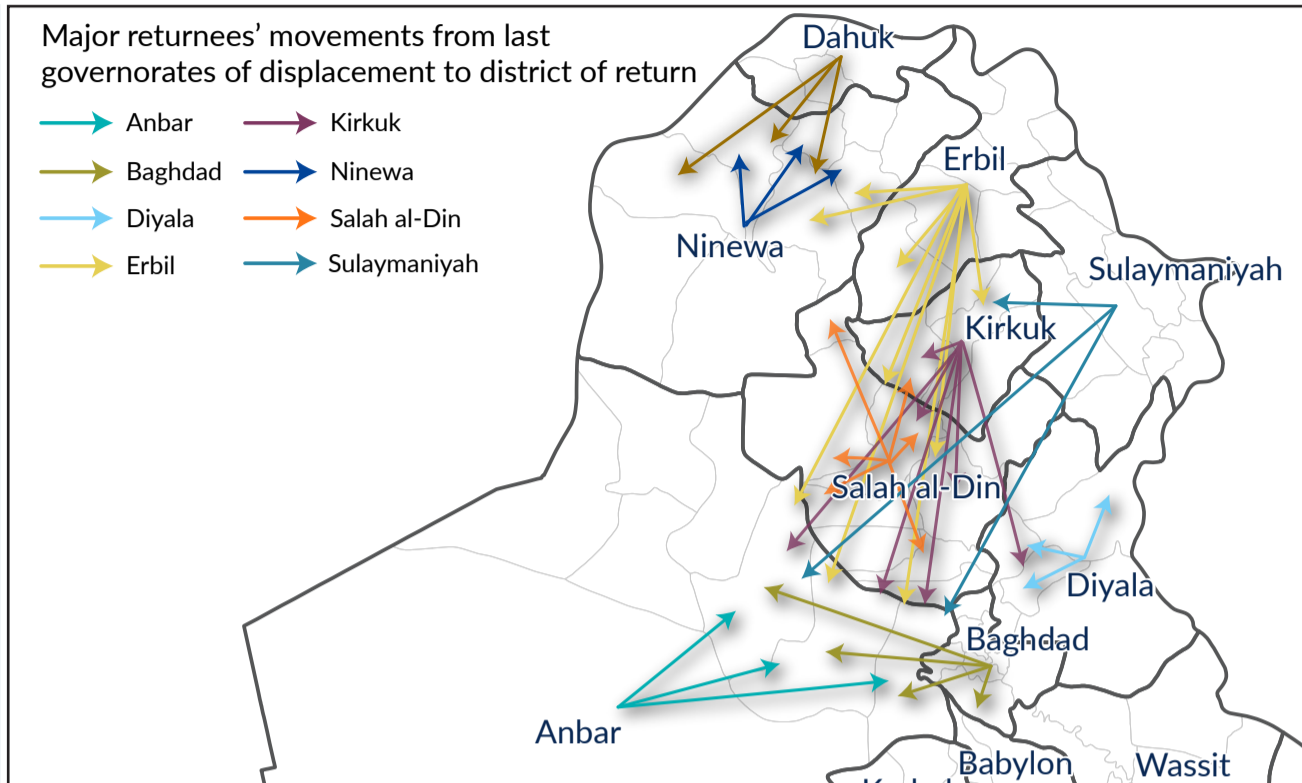 Major returnees’ movements from last
governorates of displacement to district of return
Anbar
Kirkuk
Baghdad
Ninewa
Diyala
Salah al-Din
Erbil
Sulaymaniyah
Dahuk
Erbil
Ninewa
Sulaymaniyah
Kirkuk
Salah al-Din
Diyala
Baghdad
Anbar
Babylon
Wassit